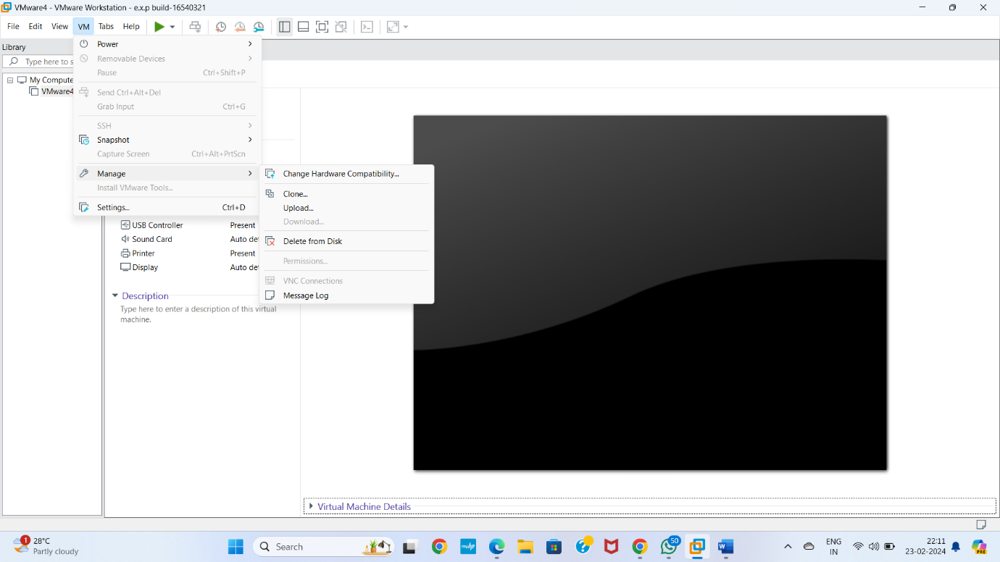 VMware4 - VMware Workstation - e.x.p build-16540321
File Edit View VM Tabs Help
Library
Type here to s
My Compute
VMware4
Power
Removable Devices
Pause Ctrl+Shift+P
Send Ctrl+Alt+Del
Grab Input Ctrl+G
SSH
Snapshot
Capture Screen Ctrl+Alt+PrtScn
Manage
Install VMware Tools...
Settings... Ctrl+D
Change Hardware Compatibility...
Clone...
Upload...
Download...
Delete from Disk
Permissions...
VNC Connections
Message Log
USB Controller Present
Sound Card Auto de
Printer Present
Display Auto de
Description
Type here to enter a description of this virtual
machine.
Virtual Machine Details
1
28°C
Partly cloudy
Search
myhp
50
W
ENG
IN
22:11
23-02-2024
PRE